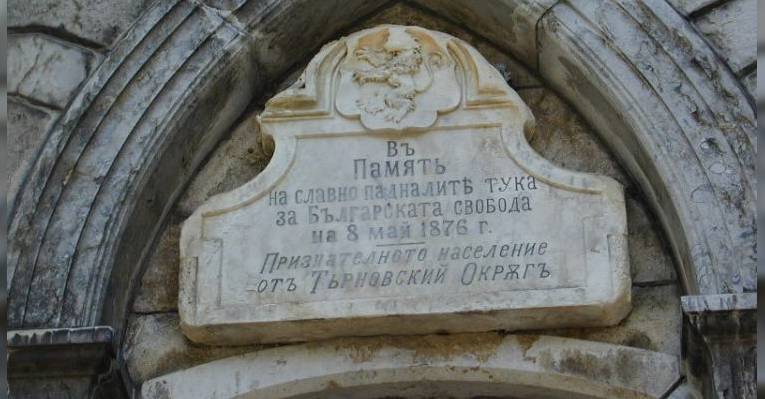 Въ
Память
на славно падналитѣ тука
за Българската свобода
на 8 май 1876 г.
Признателното население
отъ Търновский Окрѫгъ